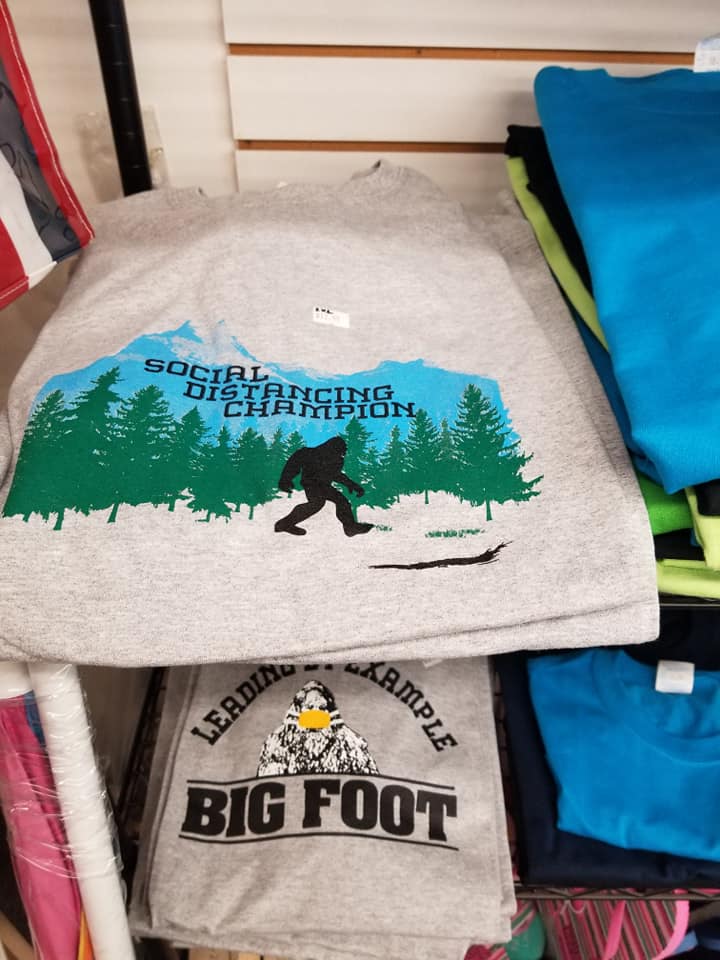 SOCIAL
DISTANCING
CHAMPION
LEADING BY EXAMPLE
BIG FOOT